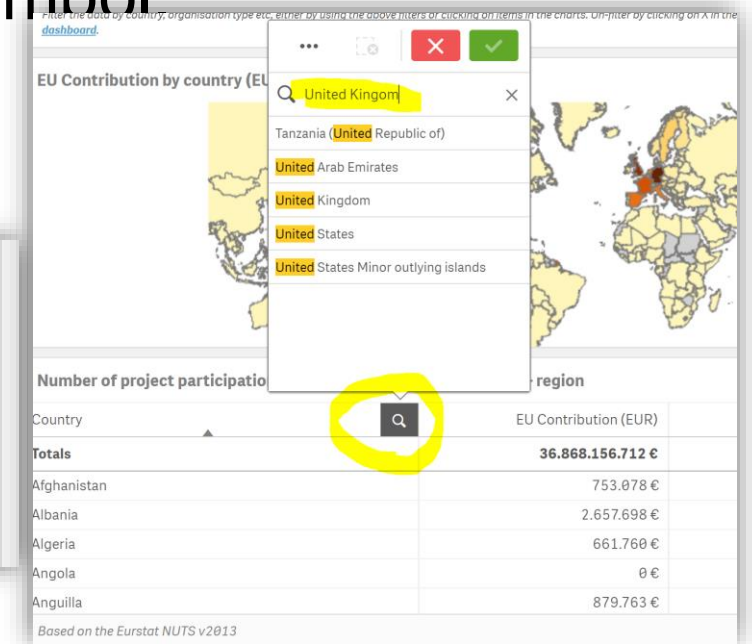 Filter the data by country, organisation type etc. either by using the above filters or clicking on items in the charts. Un-filter by clicking on X in the
dashboard.
EU Contribution by country (EU
United Kingom
Tanzania (United Republic of)
United Arab Emirates
United Kingdom
United States
United States Minor outlying islands
Number of project participatio
region
Country
EU Contribution (EUR)
Totals
36.868.156.712 €
Afghanistan
753.078 €
Albania
2.657.698 €
Algeria
661.760 €
Angola
0 €
Anguilla
879.763 €
Based on the Eurstat NUTS v2013